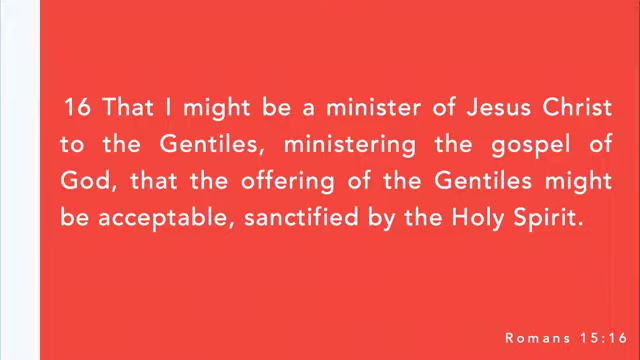 16 That I might be a minister of Jesus Christ
to the Gentiles, ministering the gospel of
God, that the offering of the Gentiles might
be acceptable, sanctified by the Holy Spirit.
Romans 15:16